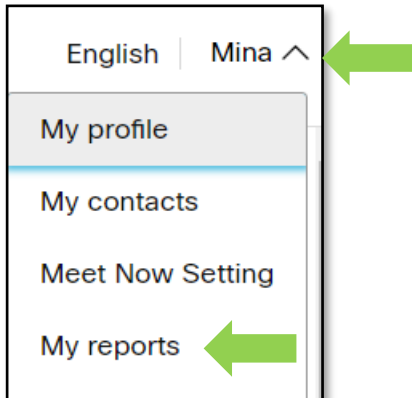 English Mina
My profile
My contacts
Meet Now Setting
My reports